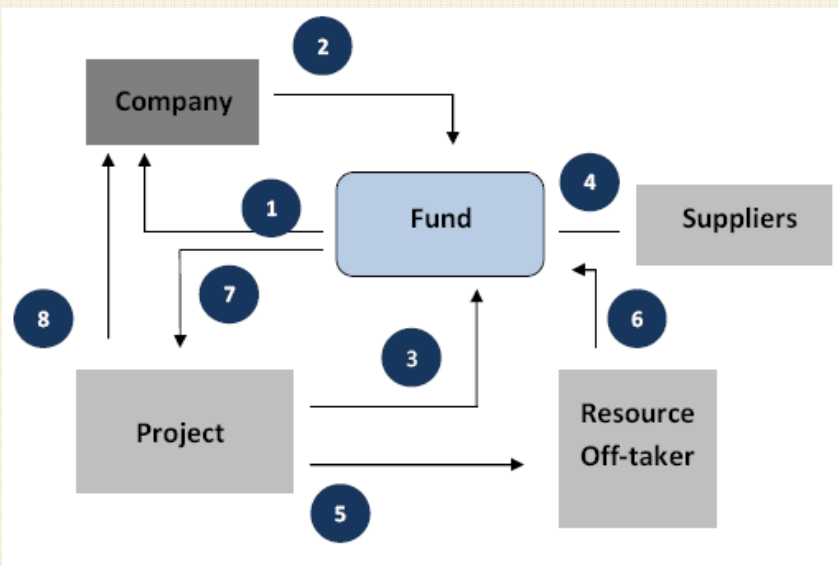 2
Company
1
Fund
4
Suppliers
7
8
3
6
Project
Resource
Off-taker
5